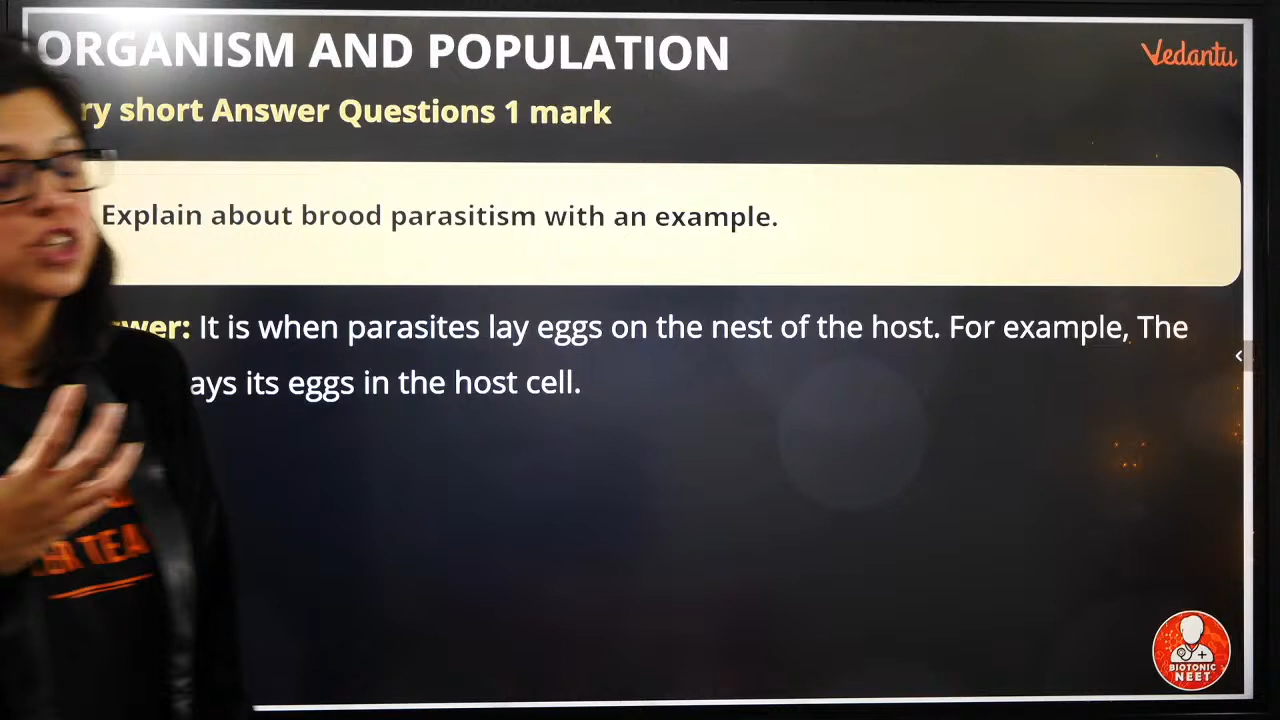 ORGANISM AND POPULATION
Vedantu
ry short Answer Questions 1 mark
Explain about brood parasitism with an example.
wer: It is when parasites lay eggs on the nest of the host. For example, The
ays its eggs in the host cell.
TEA
BIOTONIC
NEET